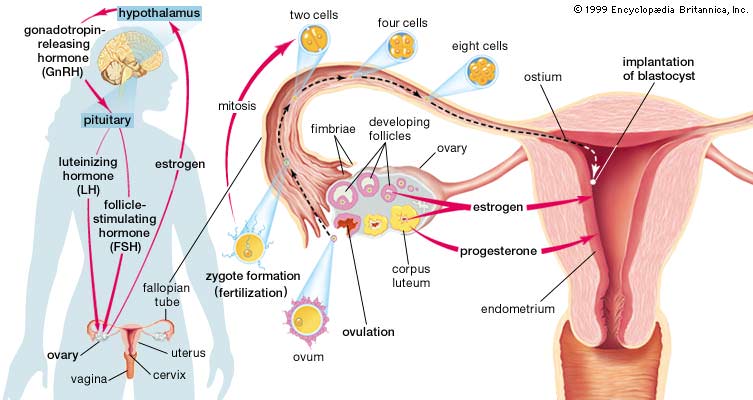 © 1999 Encyclopædia Britannica, Inc.
hypothalamus
gonadotropin-
releasing
hormone
(GnRH)
pituitary
luteinizing
hormone
(LH)
estrogen
follicle-
stimulating
hormone
(FSH)
fallopian
tube
ovary
uterus
cervix
vagina
two cells
four cells
eight cells
mitosis
fimbriae
developing
follicles
ovary
ostium
implantation
of blastocyst
estrogen
progesterone
zygote formation
(fertilization)
corpus
luteum
endometrium
ovulation
ovum